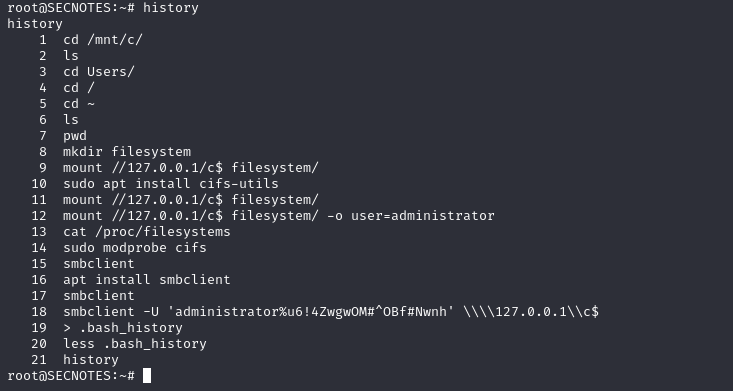 root@SECNOTES:~# history
history
    1  cd /mnt/c/
    2  ls
    3  cd Users/
    4  cd /
    5  cd ~
    6  ls
    7  pwd
    8  mkdir filesystem
    9  mount //127.0.0.1/c$ filesystem/
   10  sudo apt install cifs-utils
   11  mount //127.0.0.1/c$ filesystem/
   12  mount //127.0.0.1/c$ filesystem/ -o user=administrator
   13  cat /proc/filesystems
   14  sudo modprobe cifs
   15  smbclient
   16  apt install smbclient
   17  smbclient
   18  smbclient -U 'administrator%u6!4ZwgwOM#^OBf#Nwnh' \\\\127.0.0.1\\c$
   19  > .bash_history
   20  less .bash_history
   21  history
root@SECNOTES:~#